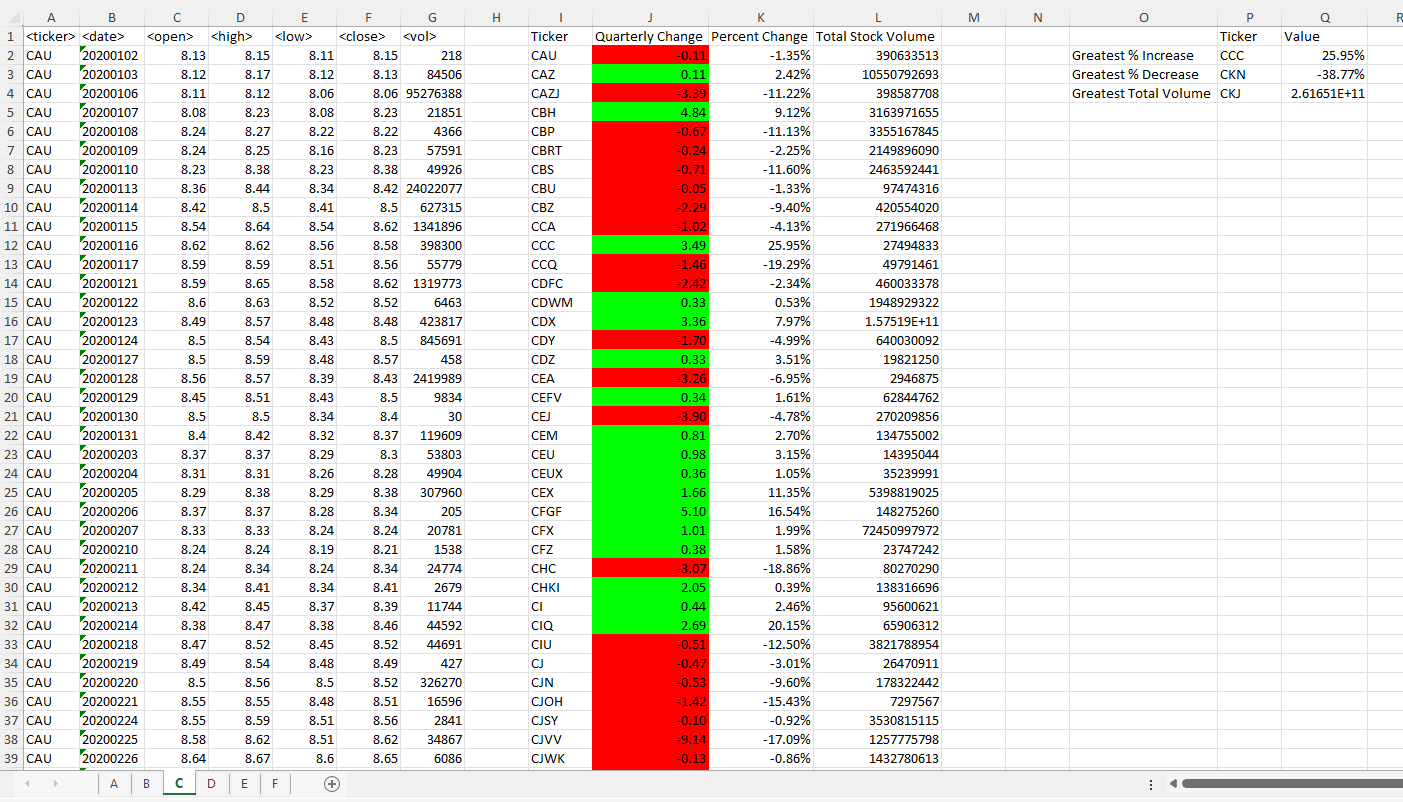 A B C D E F G H I J K L M N O P Q R
1 <ticker> <date> <open> <high> <low> <close> <vol> Ticker Quarterly Change Percent Change Total Stock Volume Ticker Value
2 CAU 20200102 8.13 8.15 8.11 8.15 218 CAU -0.11 -1.35% 390633513 Greatest % Increase CCC 25.95%
3 CAU 20200103 8.12 8.17 8.12 8.13 84506 CAZ 0.11 2.42% 10550792693 Greatest % Decrease CKN -38.77%
4 CAU 20200106 8.11 8.12 8.06 8.06 95276388 CAZJ -3.39 -11.22% 398587708 Greatest Total Volume CKJ 2.61651E+11
5 CAU 20200107 8.08 8.23 8.08 8.23 21851 CBH 4.84 9.12% 3163971655
6 CAU 20200108 8.24 8.27 8.22 8.22 4366 CBP -0.67 -11.13% 3355167845
7 CAU 20200109 8.24 8.25 8.16 8.23 57591 CBRT -0.24 -2.25% 2149896090
8 CAU 20200110 8.23 8.38 8.23 8.38 49926 CBS -0.71 -11.60% 2463592441
9 CAU 20200113 8.36 8.44 8.34 8.42 24022077 CBU -0.05 -1.33% 97474316
10 CAU 20200114 8.42 8.5 8.41 8.5 627315 CBZ -2.29 -9.40% 420554020
11 CAU 20200115 8.54 8.64 8.54 8.62 1341896 CCA -1.02 -4.13% 271966468
12 CAU 20200116 8.62 8.62 8.56 8.58 398300 CCC 3.49 25.95% 27494833
13 CAU 20200117 8.59 8.59 8.51 8.56 55779 CCQ -1.46 -19.29% 49791461
14 CAU 20200121 8.59 8.65 8.58 8.62 1319773 CDFC -2.42 -2.34% 460033378
15 CAU 20200122 8.6 8.63 8.52 8.52 6463 CDWM 0.33 0.53% 1948929322
16 CAU 20200123 8.49 8.57 8.48 8.48 423817 CDX 3.36 7.97% 1.57519E+11
17 CAU 20200124 8.5 8.54 8.43 8.5 845691 CDY -1.70 -4.99% 640030092
18 CAU 20200127 8.5 8.59 8.48 8.57 458 CDZ 0.33 3.51% 19821250
19 CAU 20200128 8.56 8.57 8.39 8.43 2419989 CEA -3.26 -6.95% 2946875
20 CAU 20200129 8.45 8.51 8.43 8.5 9834 CEFV 0.34 1.61% 62844762
21 CAU 20200130 8.5 8.5 8.34 8.4 30 CEJ -3.90 -4.78% 270209856
22 CAU 20200131 8.4 8.42 8.32 8.37 119609 CEM 0.81 2.70% 134755002
23 CAU 20200203 8.37 8.37 8.29 8.3 53803 CEU 0.98 3.15% 14395044
24 CAU 20200204 8.31 8.31 8.26 8.28 49904 CEUX 0.36 1.05% 35239991
25 CAU 20200205 8.29 8.38 8.29 8.38 307960 CEX 1.66 11.35% 5398819025
26 CAU 20200206 8.37 8.37 8.28 8.34 205 CFGF 5.10 16.54% 148275260
27 CAU 20200207 8.33 8.33 8.24 8.24 20781 CFX 1.01 1.99% 72450997972
28 CAU 20200210 8.24 8.24 8.19 8.21 1538 CFZ 0.38 1.58% 23747242
29 CAU 20200211 8.24 8.34 8.24 8.34 24774 CHC -3.07 -18.86% 80270290
30 CAU 20200212 8.34 8.41 8.34 8.41 2679 CHKI 2.05 0.39% 138316696
31 CAU 20200213 8.42 8.45 8.37 8.39 11744 CI 0.44 2.46% 95600621
32 CAU 20200214 8.38 8.47 8.38 8.46 44592 CIQ 2.69 20.15% 65906312
33 CAU 20200218 8.47 8.52 8.45 8.52 44691 CIU -0.51 -12.50% 3821788954
34 CAU 20200219 8.49 8.54 8.48 8.49 427 CJ -0.47 -3.01% 26470911
35 CAU 20200220 8.5 8.56 8.5 8.52 326270 CJN -0.53 -9.60% 178322442
36 CAU 20200221 8.55 8.55 8.48 8.51 16596 CJOH -1.42 -15.43% 7297567
37 CAU 20200224 8.55 8.59 8.51 8.56 2841 CJSY -0.10 -0.92% 3530815115
38 CAU 20200225 8.58 8.62 8.51 8.62 34867 CJVV -9.14 -17.09% 1257775798
39 CAU 20200226 8.64 8.67 8.6 8.65 6086 CJWK -0.13 -0.86% 1432780613
A B C D E F